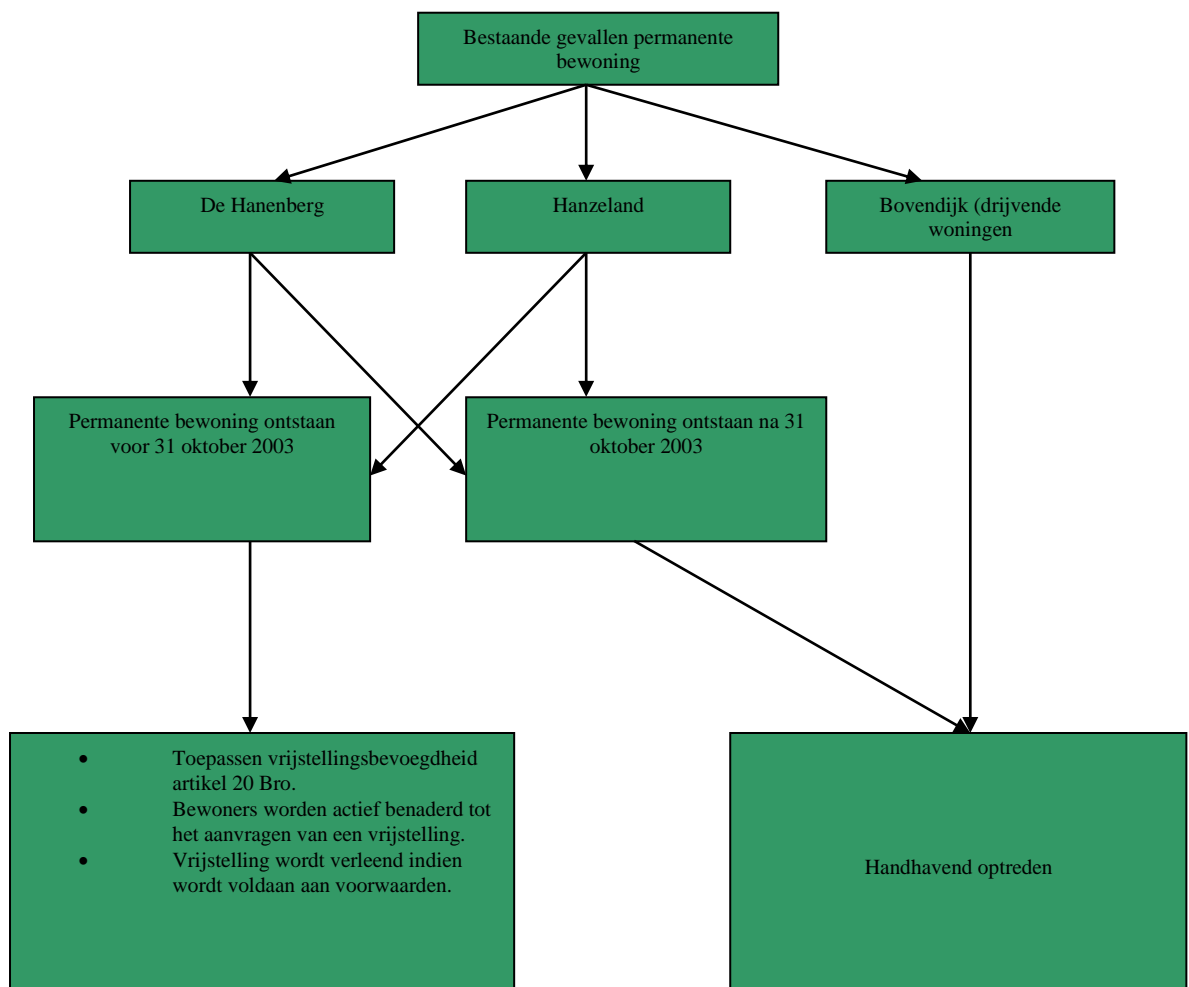 Bestaande gevallen permanente
bewoning
De Hanenberg
Hanzeland
Bovendijk (drijvende
woningen
Permanente bewoning ontstaan
voor 31 oktober 2003
Permanente bewoning ontstaan na 31
oktober 2003
• Toepassen vrijstellingsbevoegdheid
artikel 20 Bro.
• Bewoners worden actief benaderd tot
het aanvragen van een vrijstelling.
• Vrijstelling wordt verleend indien
wordt voldaan aan voorwaarden.
Handhavend optreden